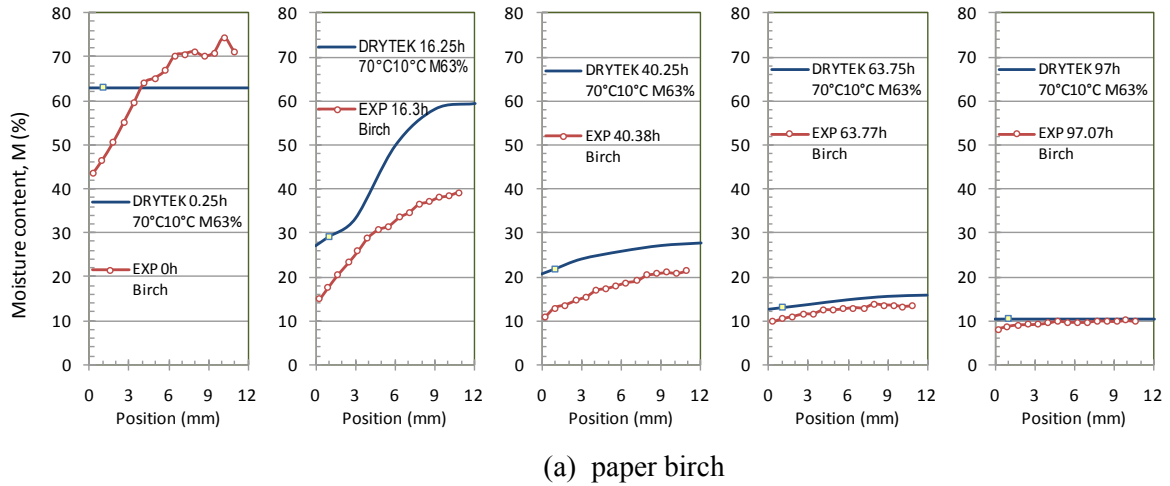 Moisture content, M (%)
80
70
60
50
40
30
20
10
0
DRYTEK 0.25h
70°C10°C M63%
EXP 0h
Birch
0 3 6 9 12
Position (mm)
80
70
60
50
40
30
20
10
0
DRYTEK 16.25h
70°C10°C M63%
EXP 16.3h
Birch
0 3 6 9 12
Position (mm)
80
70
60
50
40
30
20
10
0
DRYTEK 40.25h
70°C10°C M63%
EXP 40.38h
Birch
0 3 6 9 12
Position (mm)
80
70
60
50
40
30
20
10
0
DRYTEK 63.75h
70°C10°C M63%
EXP 63.77h
Birch
0 3 6 9 12
Position (mm)
80
70
60
50
40
30
20
10
0
DRYTEK 97h
70°C10°C M63%
EXP 97.07h
Birch
0 3 6 9 12
Position (mm)
(a) paper birch